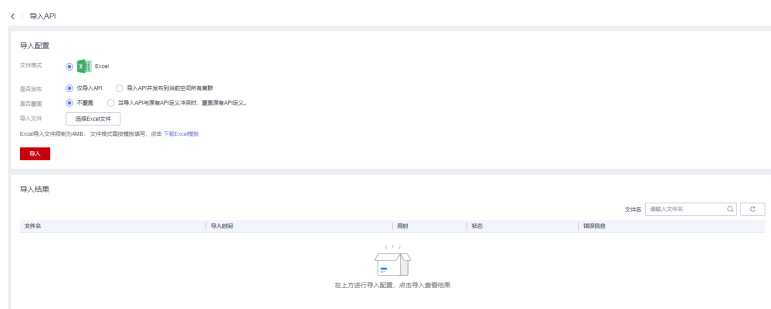 导入API
导入配置
文件格式 Excel
是否发布 仅导入API 导入API并发布到当前空间所有集群
是否覆盖 不覆盖 当导入API与原有API定义冲突时，覆盖原有API定义。
导入文件 选择Excel文件
Excel导入文件限制为4MB， 文件格式需按模板填写，点击 下载Excel模板
导入
导入结果
文件名 请输入文件名
文件名 导入时间 用时 状态 错误信息
在上方进行导入配置，点击导入查看结果